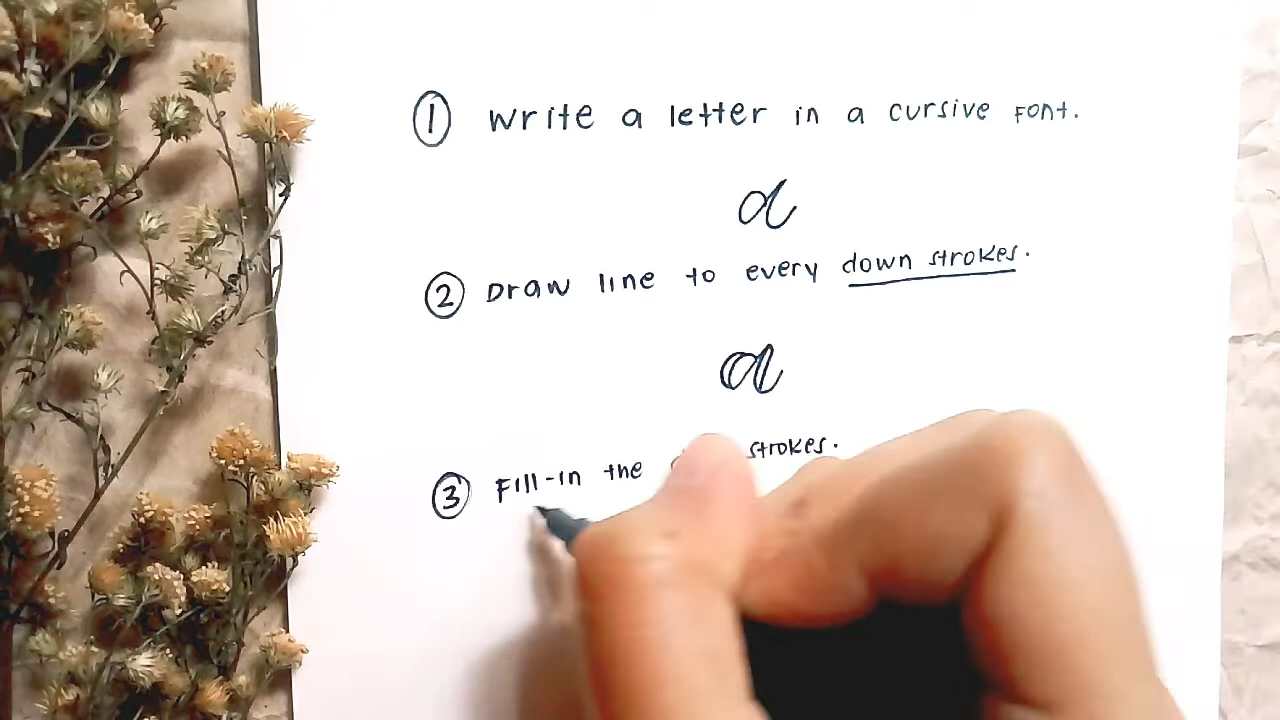 ① Write a letter in a cursive font.
a
② Draw line to every down strokes.
a
③ Fill-in the strokes.